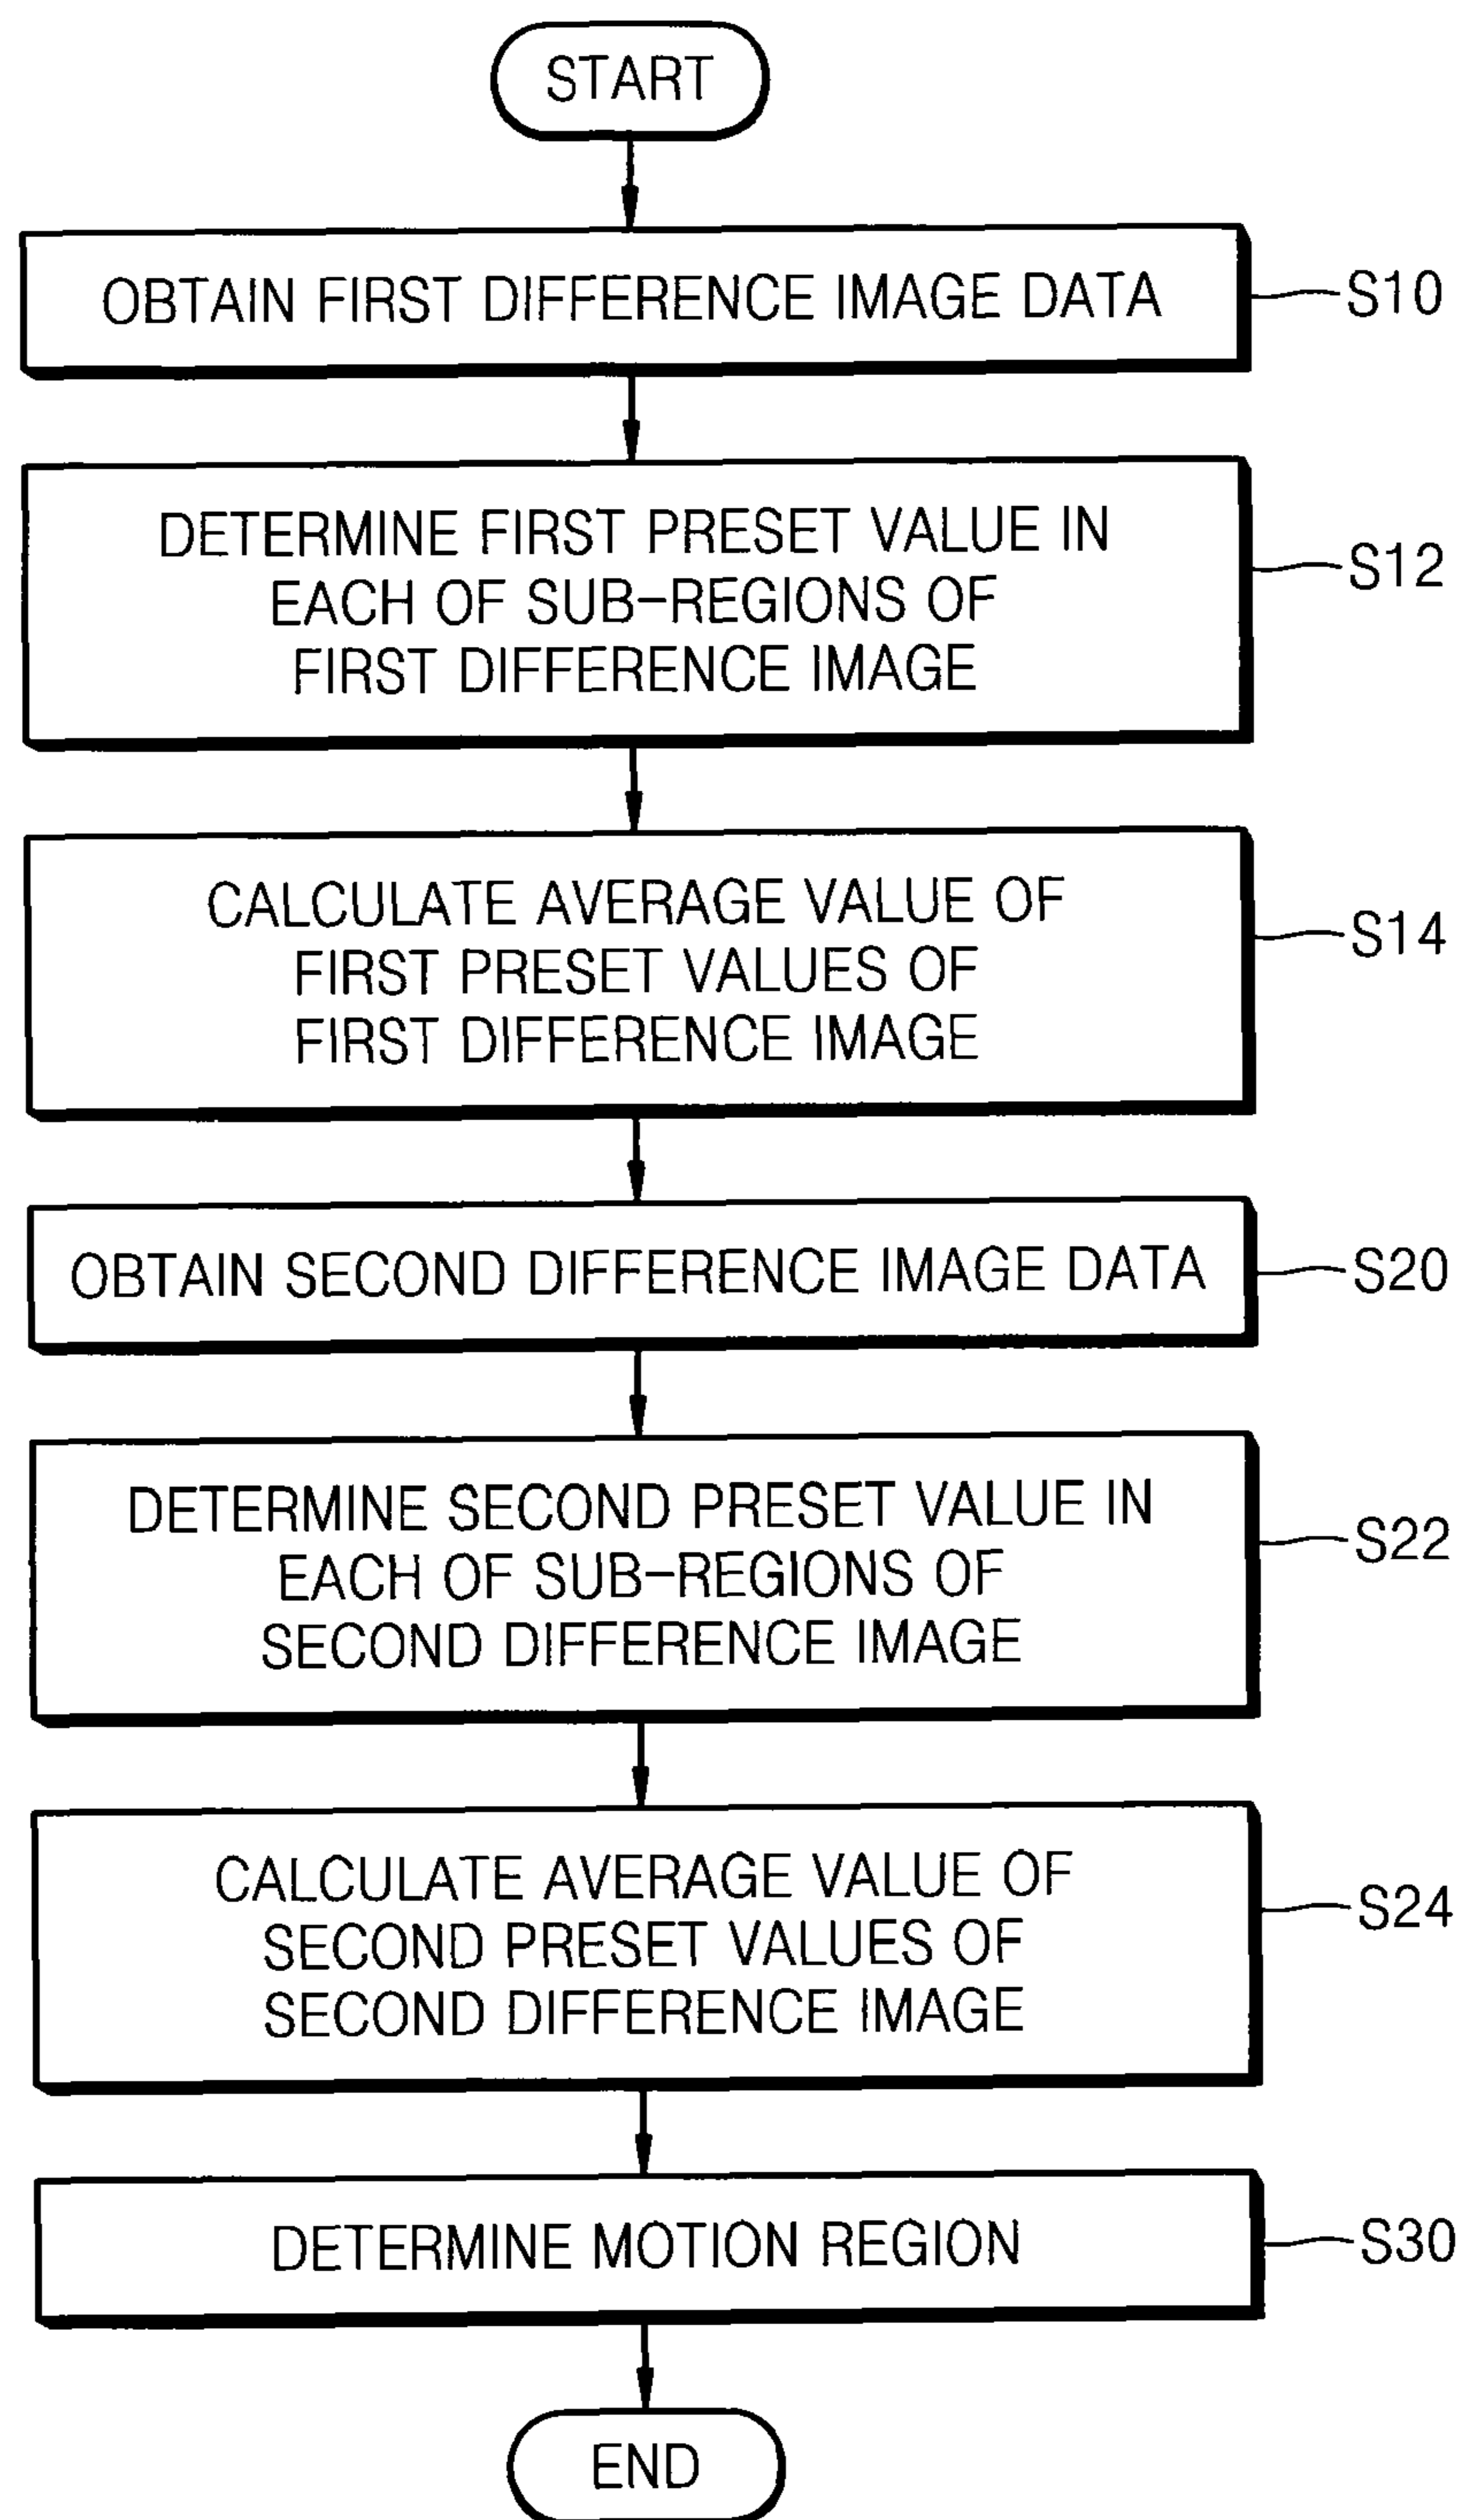 START
OBTAIN FIRST DIFFERENCE IMAGE DATA
S10
DETERMINE FIRST PRESET VALUE IN
EACH OF SUB-REGIONS OF
FIRST DIFFERENCE IMAGE
S12
CALCULATE AVERAGE VALUE OF
FIRST PRESET VALUES OF
FIRST DIFFERENCE IMAGE
S14
OBTAIN SECOND DIFFERENCE IMAGE DATA
S20
DETERMINE SECOND PRESET VALUE IN
EACH OF SUB-REGIONS OF
SECOND DIFFERENCE IMAGE
S22
CALCULATE AVERAGE VALUE OF
SECOND PRESET VALUES OF
SECOND DIFFERENCE IMAGE
S24
DETERMINE MOTION REGION
S30
END